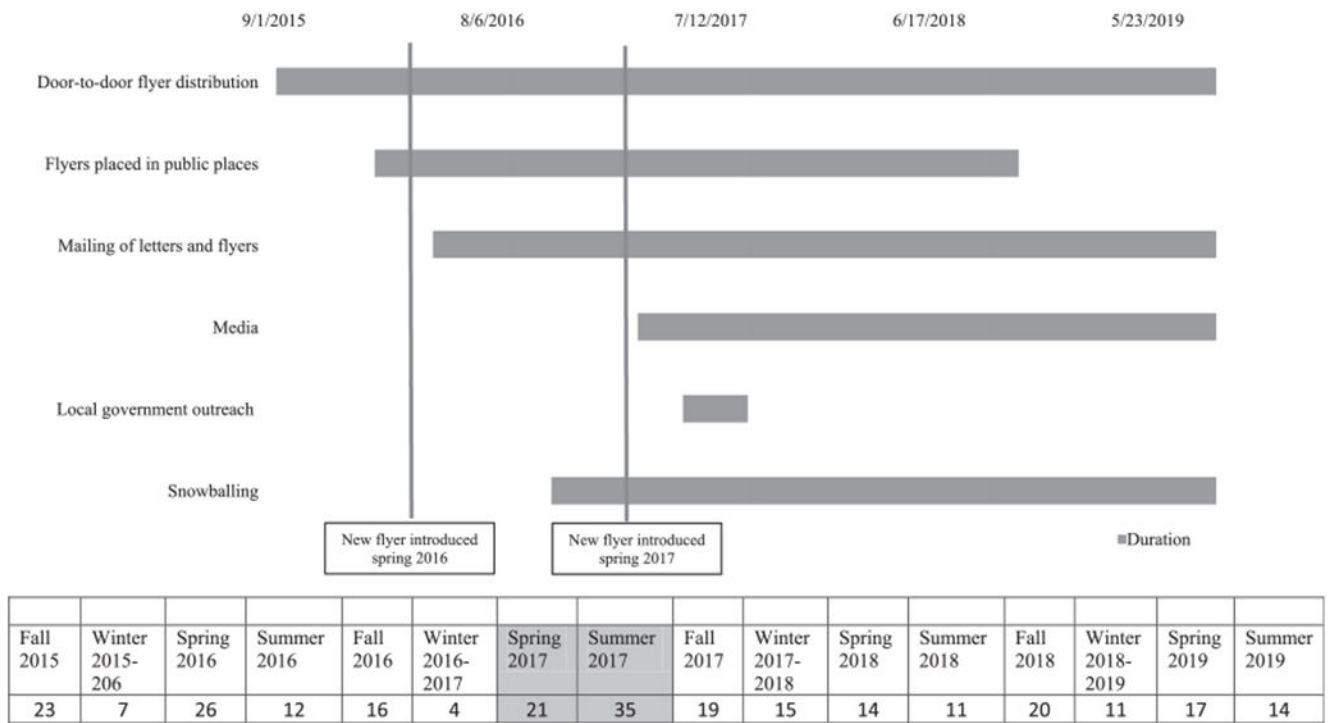 9/1/2015 8/6/2016 7/12/2017 6/17/2018 5/23/2019
Door-to-door flyer distribution
Flyers placed in public places
Mailing of letters and flyers
Media
Local government outreach
Snowballing
New flyer introduced
spring 2016
New flyer introduced
spring 2017
Duration
Fall Winter Spring Summer Fall Winter Spring Summer Fall Winter Spring Summer Fall Winter Spring Summer
2015 2015- 2016 2016 2016 2016- 2017 2017 2017 2017- 2018 2018 2018 2018- 2019 2019
206 2017 2018 2019
23 7 26 12 16 4 21 35 19 15 14 11 20 11 17 14